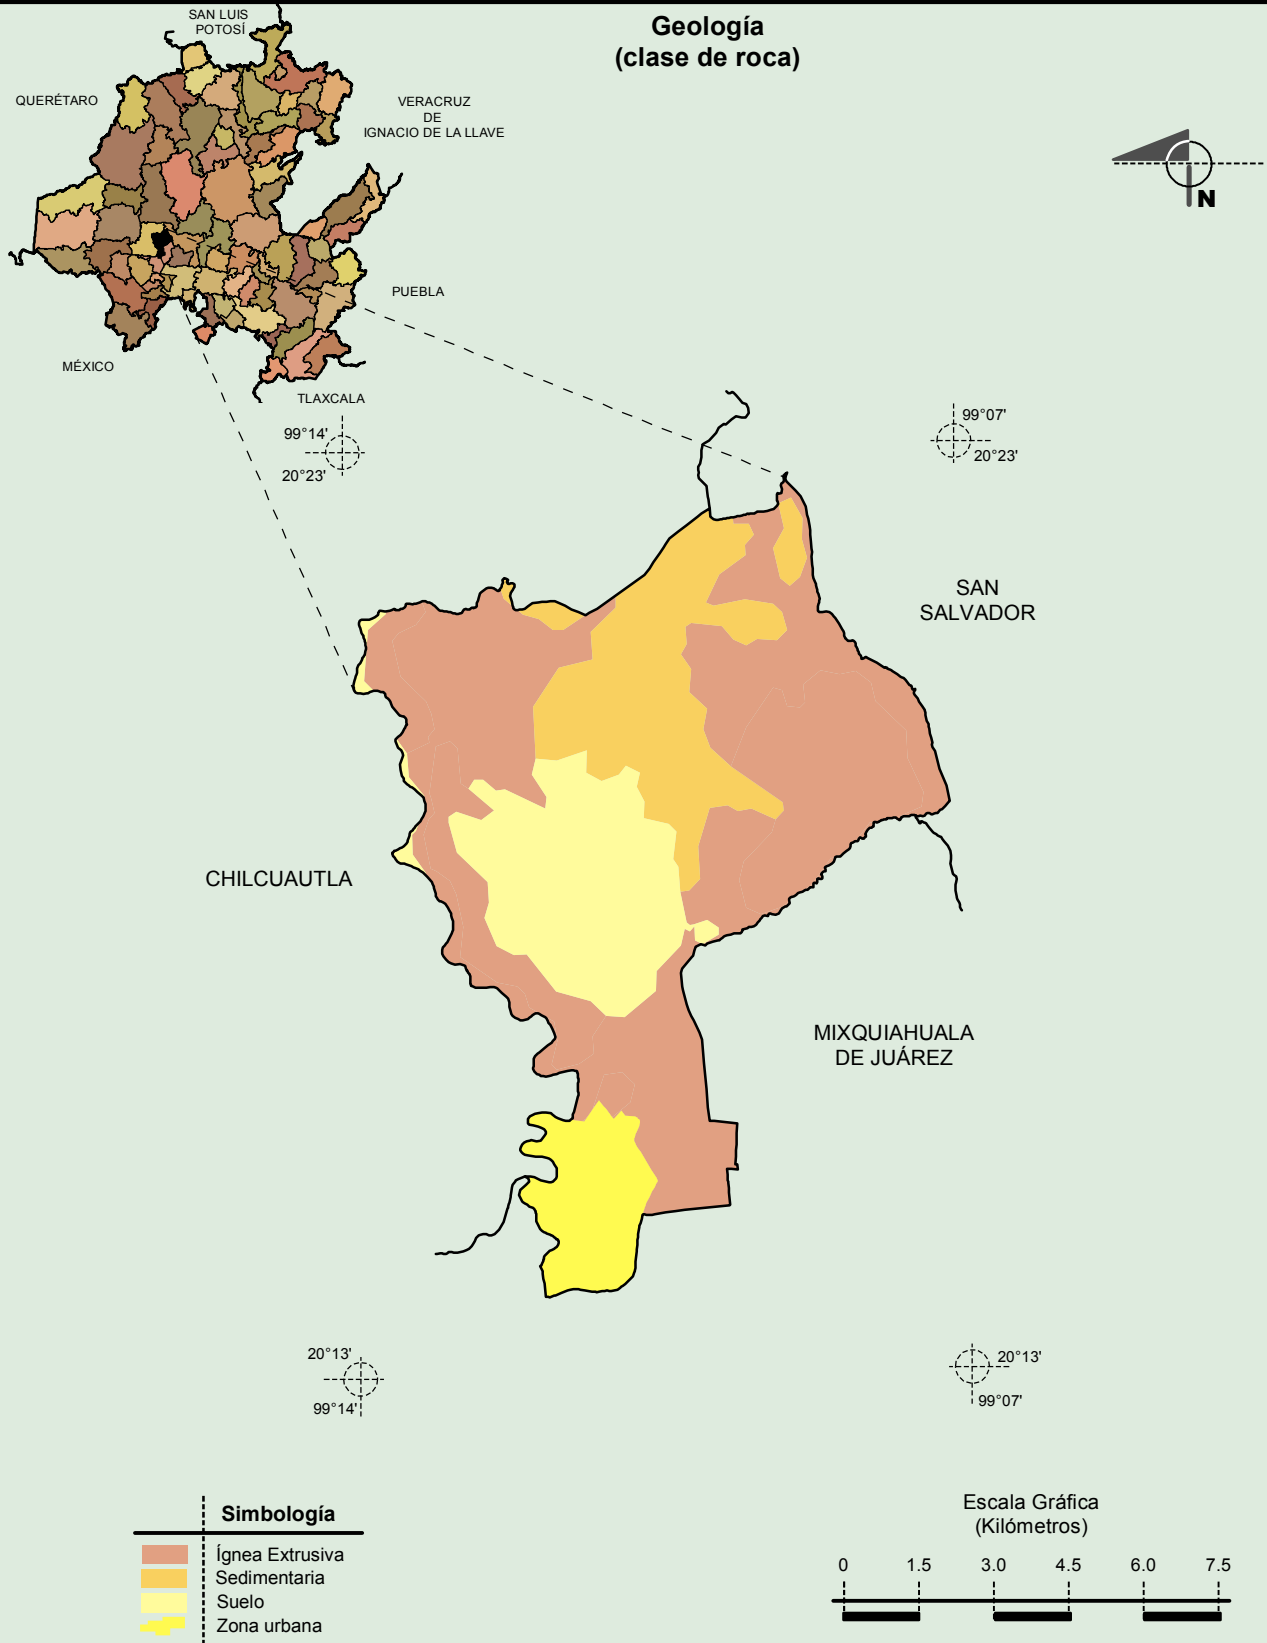 Geología
(clase de roca)
SAN LUIS
POTOSÍ
QUERÉTARO
VERACRUZ
DE
IGNACIO DE LA LLAVE
N
PUEBLA
MÉXICO
TLAXCALA
99°14'
20°23'
99°07'
20°23'
SAN
SALVADOR
CHILCUAUTLA
MIXQUIAHUALA
DE JUÁREZ
20°13'
99°14'
20°13'
99°07'
Simbología
Ígnea Extrusiva
Sedimentaria
Suelo
Zona urbana
Escala Gráfica
(Kilómetros)
0 1.5 3.0 4.5 6.0 7.5